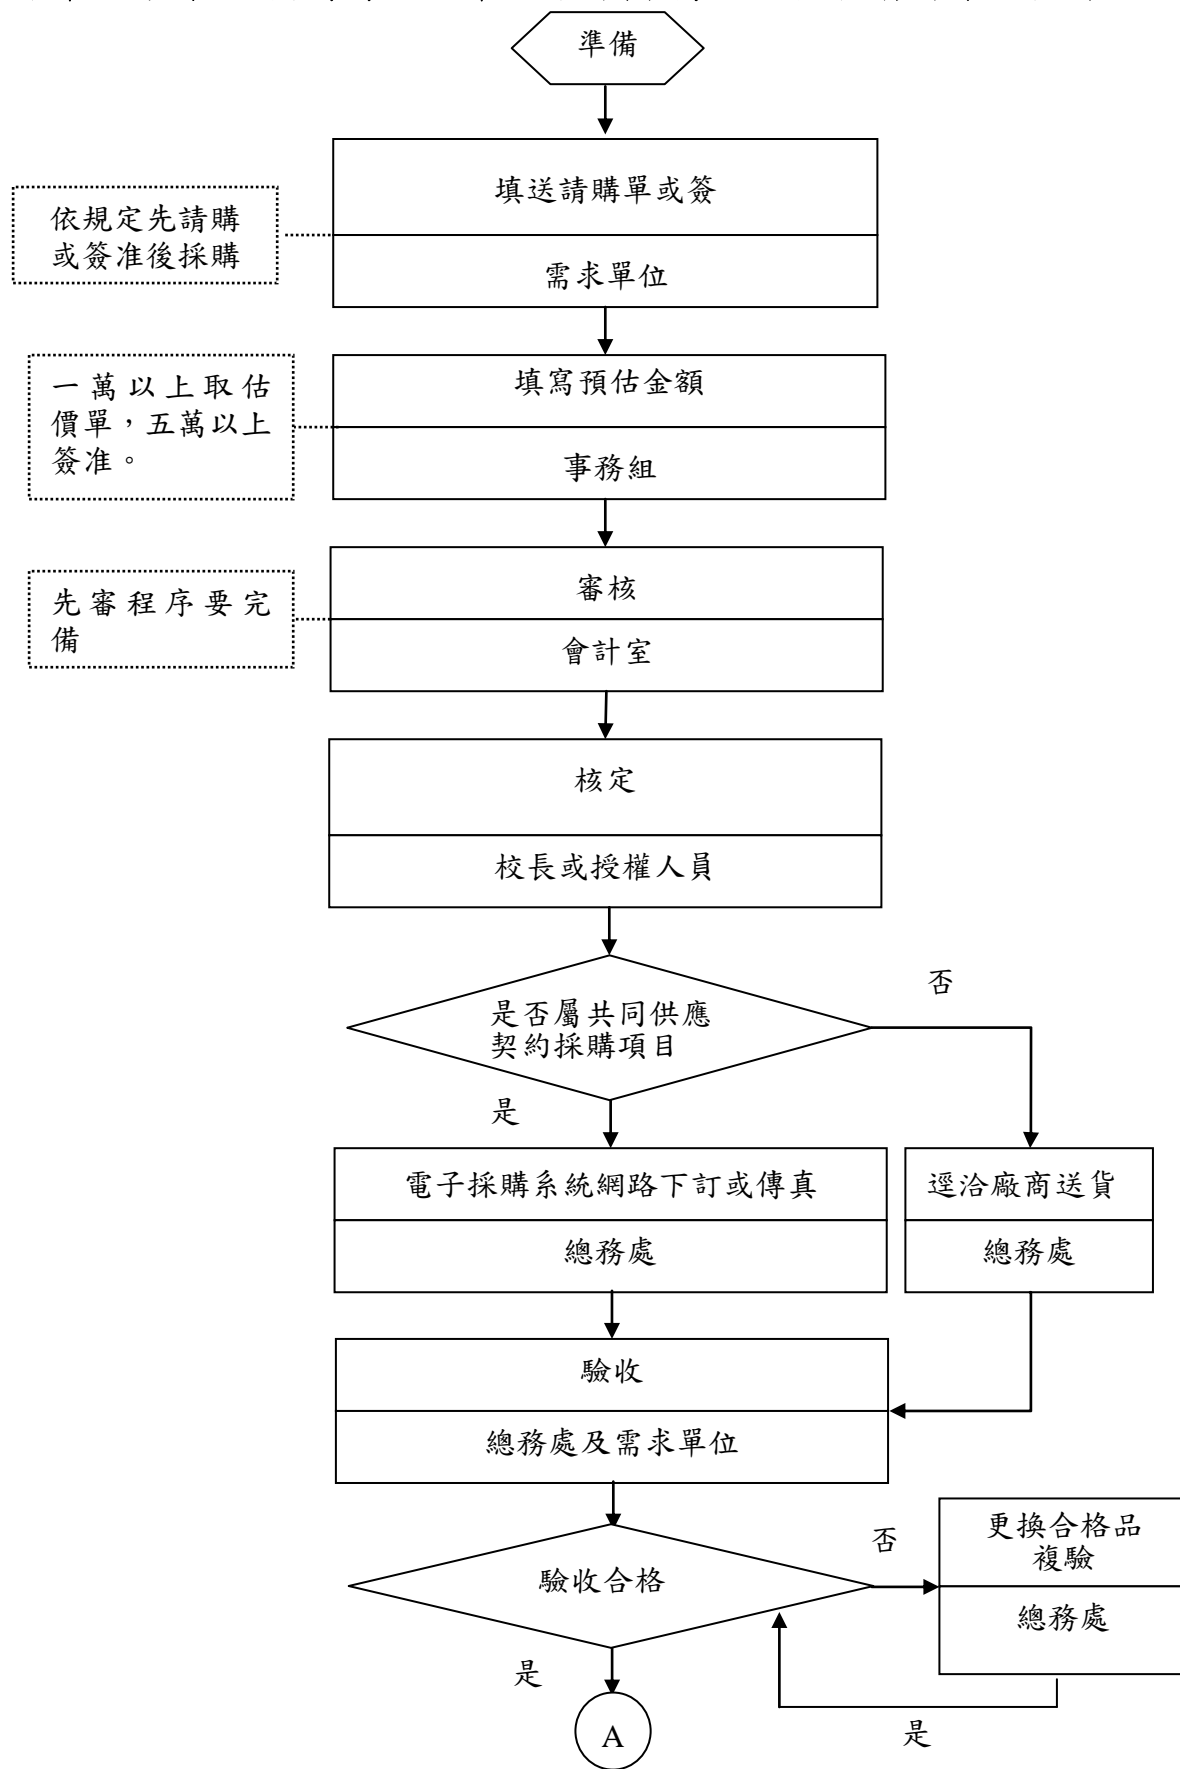 準備
填送請購單或簽
依規定先請購
或簽准後採購
需求單位
一萬以上取估
價單，五萬以上
簽准。
填寫預估金額
事務組
先審程序要完
備
審核
會計室
核定
校長或授權人員
否
是否屬共同供應
契約採購項目
是
電子採購系統網路下訂或傳真
總務處
逕洽廠商送貨
總務處
驗收
總務處及需求單位
否
更換合格品
複驗
驗收合格
總務處
是
是
A